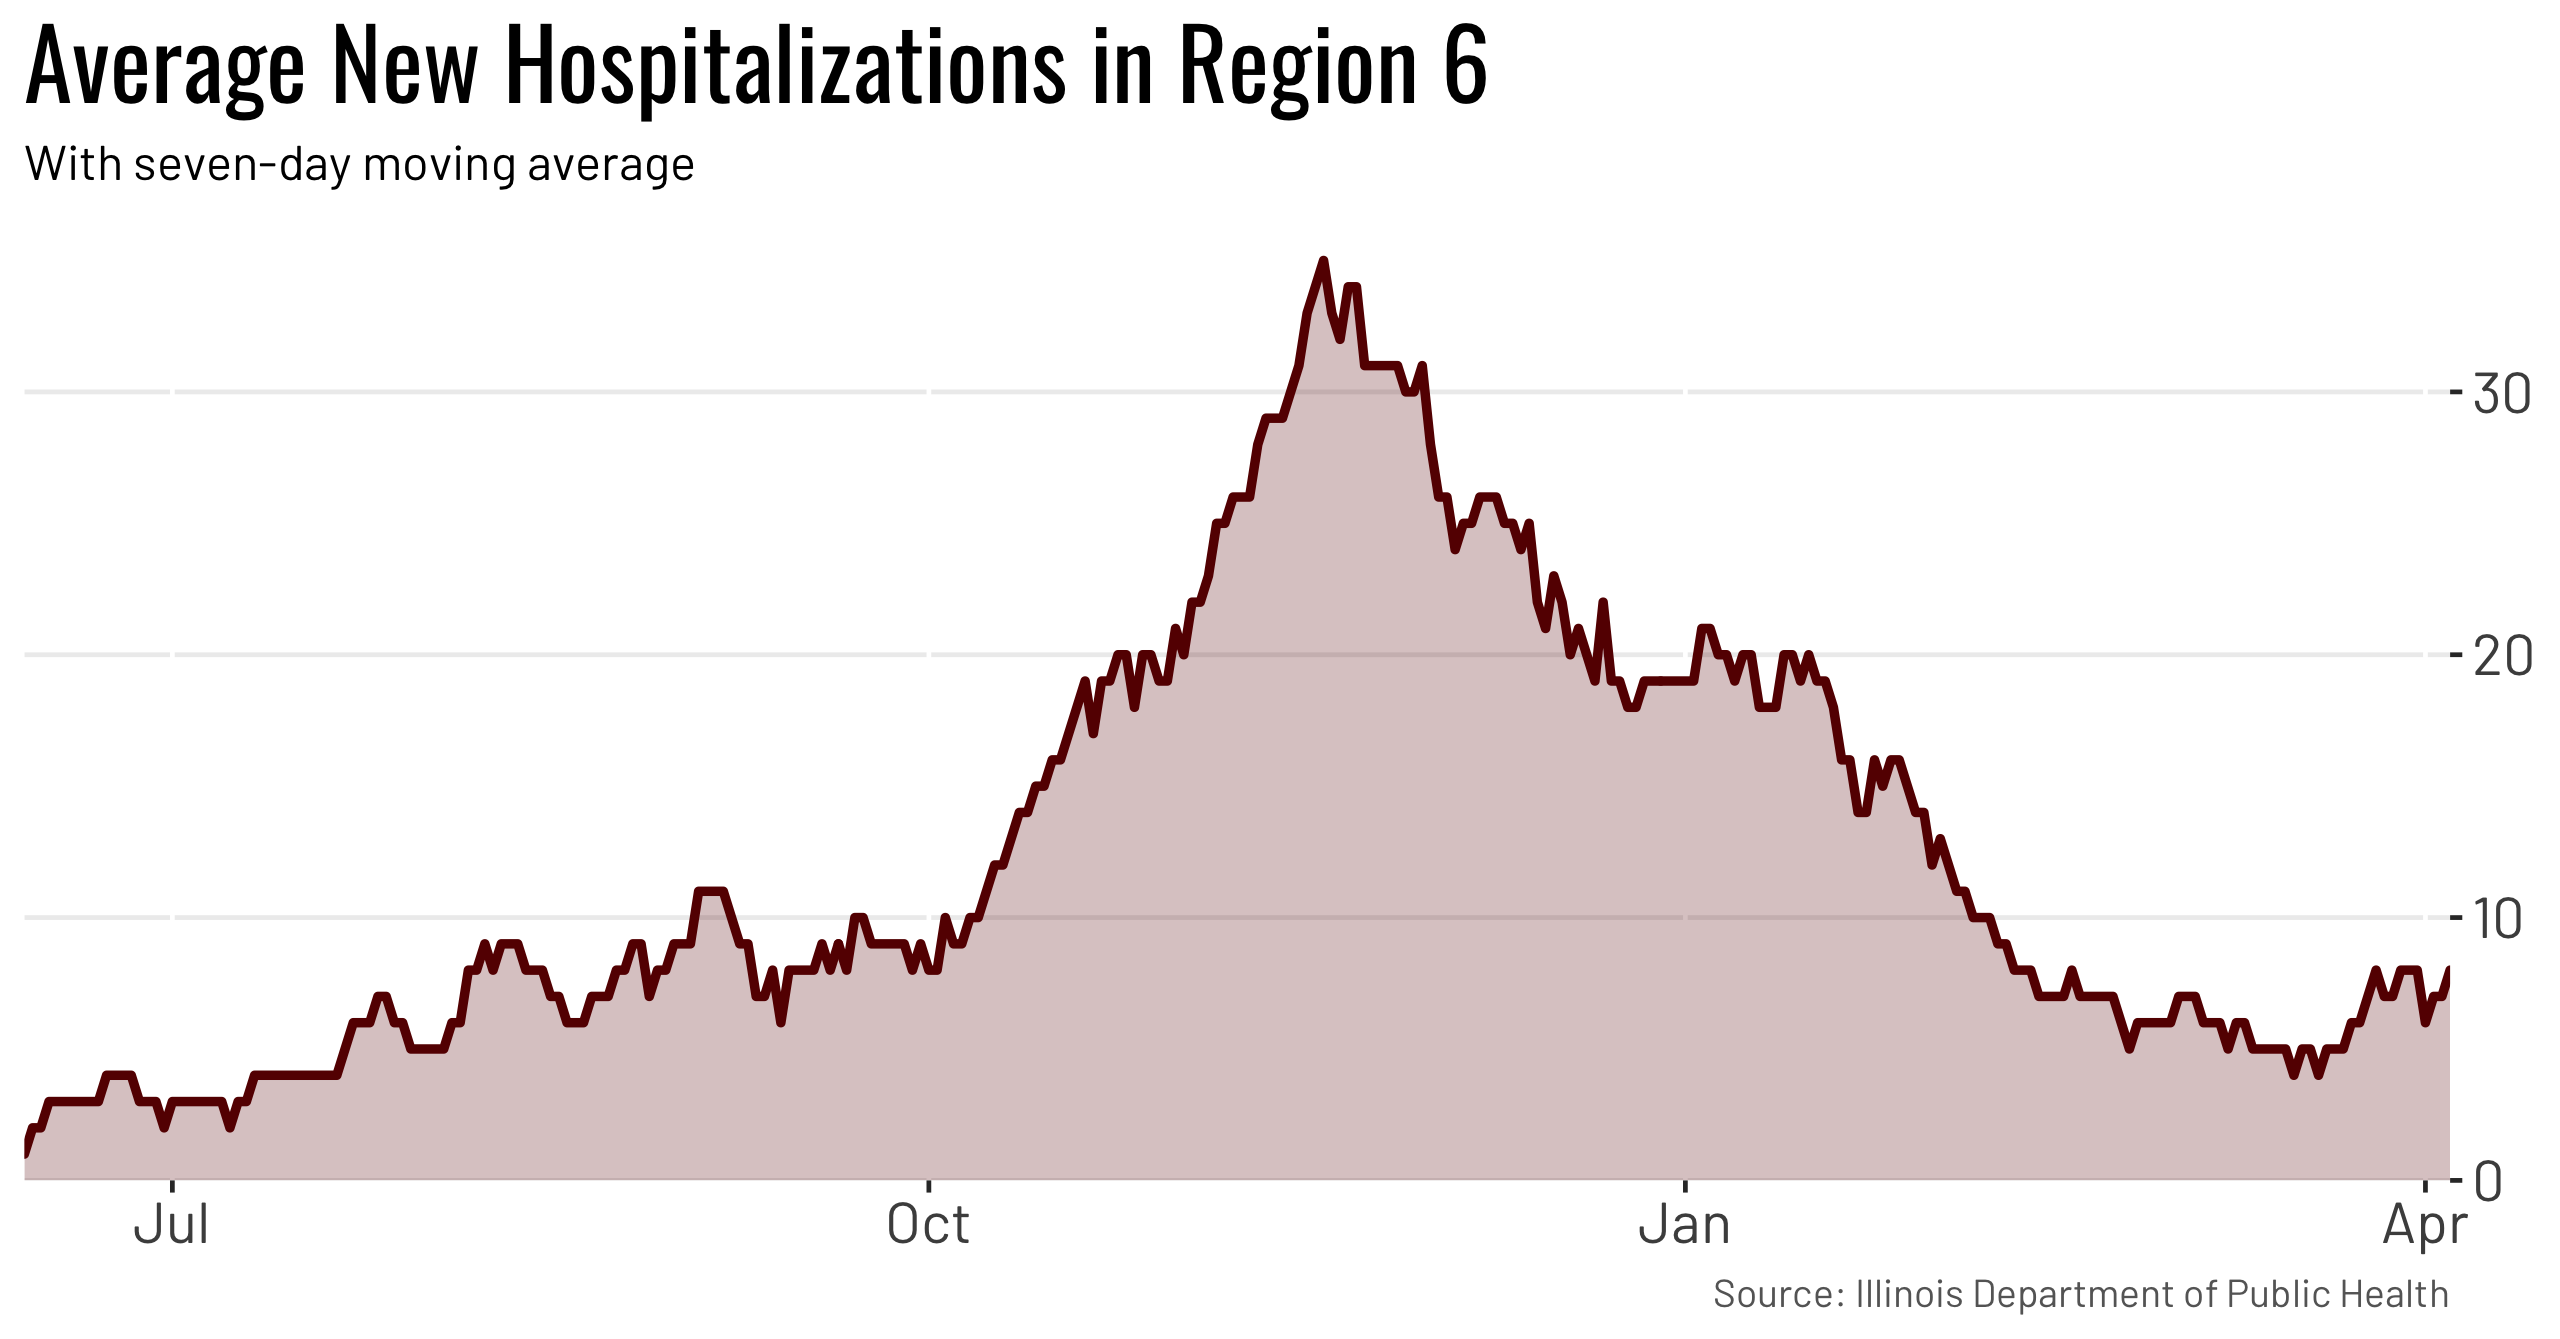 Average New Hospitalizations in Region 6
With seven-day moving average
30
20
10
0
Jul Oct Jan Apr
Source: Illinois Department of Public Health